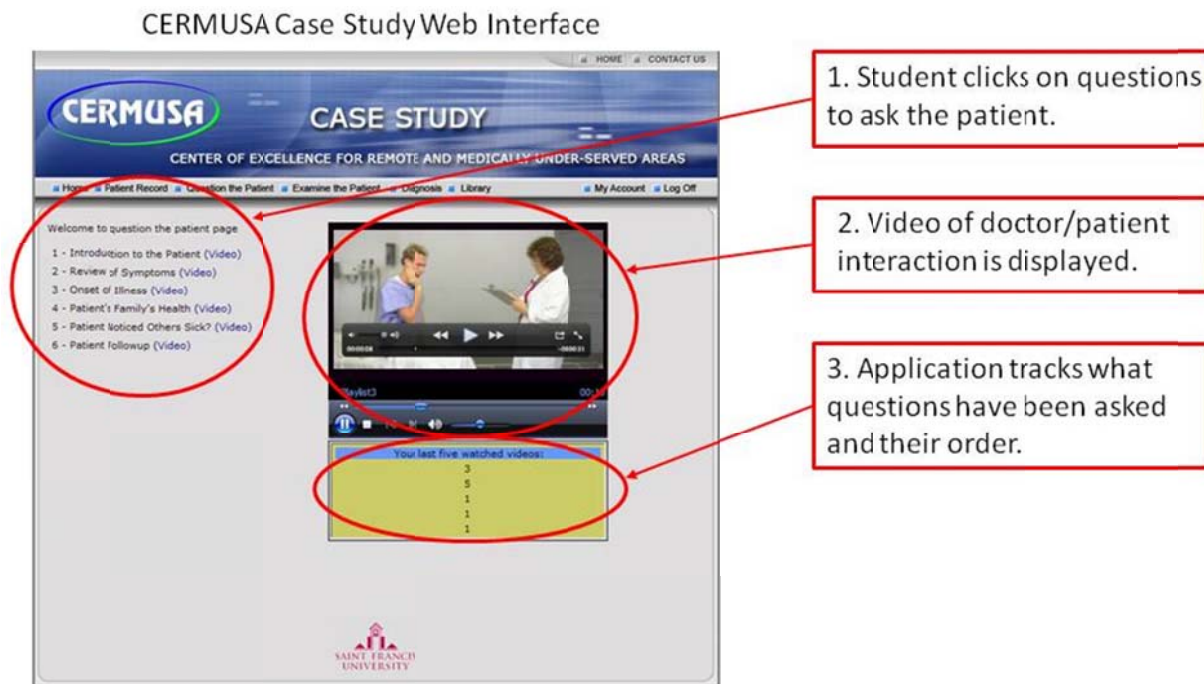 CERMUSA Case Study Web Interface
HOME CONTACT US
CERMUSA
CASE STUDY
CENTER OF EXCELLENCE FOR REMOTE AND MEDICALLY UNDER-SERVED AREAS
Home Patient Record Question the Patient Examine the Patient Diagnosis Library My Account Log Off
Welcome to question the patient page
1 - Introduction to the Patient (Video)
2 - Review of Symptoms (Video)
3 - Onset of Illness (Video)
4 - Patient's Family's Health (Video)
5 - Patient Noticed Others Sick? (Video)
6 - Patient Followup (Video)
00:00:08
Playlist3
You last five watched videos:
3
5
1
1
1
SAINT FRANCIS
UNIVERSITY
1. Student clicks on questions
to ask the patient.
2. Video of doctor/patient
interaction is displayed.
3. Application tracks what
questions have been asked
and their order.